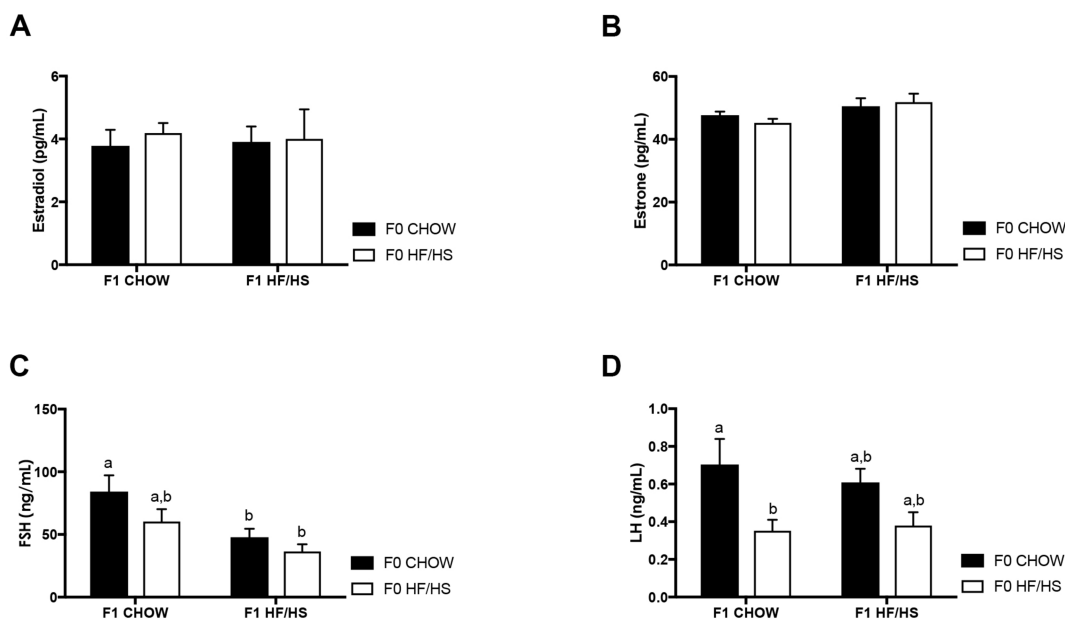 A
Estradiol (pg/mL)
6
4
2
0
F1 CHOW
F1 HF/HS
F0 CHOW
F0 HF/HS
B
Estrone (pg/mL)
60
40
20
0
F1 CHOW
F1 HF/HS
F0 CHOW
F0 HF/HS
C
FSH (ng/mL)
150
100
50
0
a
a,b
b
b
F1 CHOW
F1 HF/HS
F0 CHOW
F0 HF/HS
D
LH (ng/mL)
1.0
0.8
0.6
0.4
0.2
0.0
a
b
a,b
a,b
F1 CHOW
F1 HF/HS
F0 CHOW
F0 HF/HS